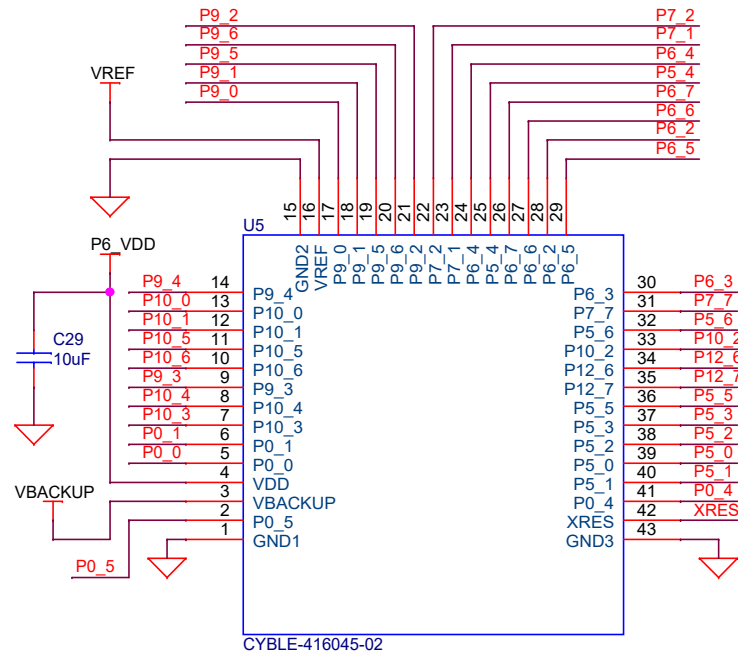 P9_2
P9_6
P9_5
P9_1
P9_0
VREF
P7_2
P7_1
P6_4
P5_4
P6_7
P6_6
P6_2
P6_5
15
16
17
18
19
20
21
22
23
24
25
26
27
28
29
U5
GND2
VREF
P9_0
P9_1
P9_5
P9_6
P9_2
P7_2
P7_1
P6_4
P5_4
P6_7
P6_6
P6_2
P6_5
P6_VDD
C29
10uF
P9_4 14 P9_4
P10_0 13 P10_0
P10_1 12 P10_1
P10_5 11 P10_5
P10_6 10 P10_6
P9_3 9 P9_3
P10_4 8 P10_4
P10_3 7 P10_3
P0_1 6 P0_1
P0_0 5 P0_0
4 VDD
VBACKUP 3 VBACKUP
2 P0_5
1 GND1
P0_5
P6_3 30 P6_3
P7_7 31 P7_7
P5_6 32 P5_6
P10_2 33 P10_2
P12_6 34 P12_6
P12_7 35 P12_7
P5_5 36 P5_5
P5_3 37 P5_3
P5_2 38 P5_2
P5_0 39 P5_0
P5_1 40 P5_1
P0_4 41 P0_4
XRES 42 XRES
GND3 43
CYBLE-416045-02